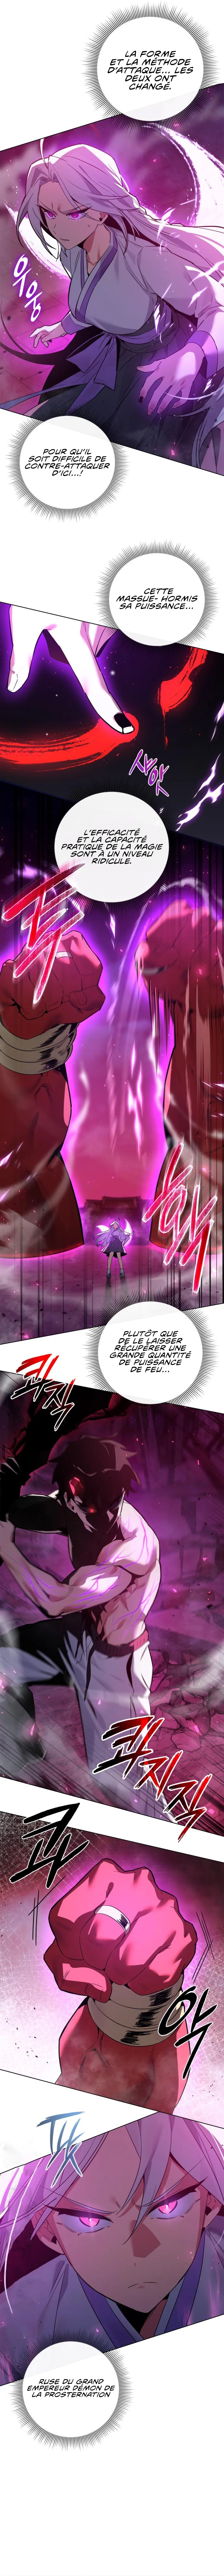 LA FORME
ET LA MÉTHODE
D'ATTAQUE... LES
DEUX ONT
CHANGÉ.
우웅
POUR QU'IL
SOIT DIFFICILE DE
CONTRE-ATTAQUER
D'ICI...!
CETTE
MASSUE- HORMIS
SA PUISSANCE...
L'EFFICACITÉ
ET LA CAPACITÉ
PRATIQUE DE LA MAGIE
SONT À UN NIVEAU
RIDICULE.
PLUTÔT QUE
DE LE LAISSER
RÉCUPÉRER UNE
GRANDE QUANTITÉ
DE PUISSANCE
DE FEU...
콰직
콰지직
콰악
RUSE DU GRAND
EMPEREUR DÉMON DE
LA PROSTERNATION